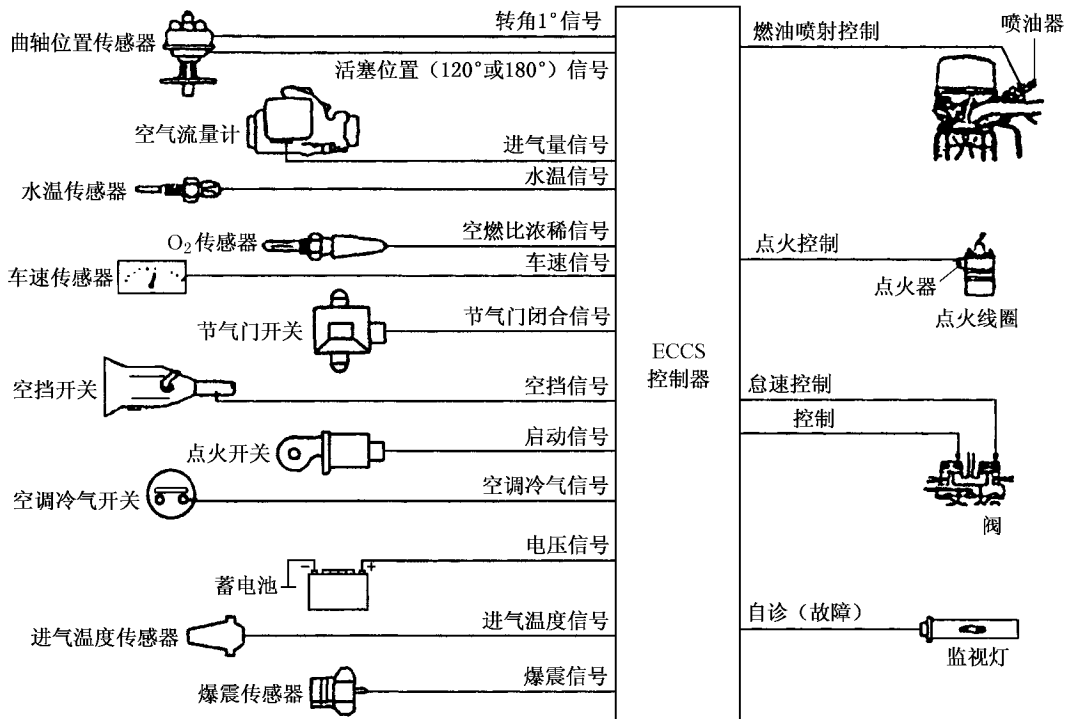 曲轴位置传感器
转角1°信号
活塞位置（120°或180°）信号
空气流量计
进气量信号
水温传感器
水温信号
O₂传感器
空燃比浓稀信号
车速传感器
车速信号
节气门开关
节气门闭合信号
空挡开关
空挡信号
点火开关
启动信号
空调冷气开关
空调冷气信号
蓄电池
− +
电压信号
进气温度传感器
进气温度信号
爆震传感器
爆震信号
ECCS
控制器
燃油喷射控制
喷油器
点火控制
点火器
点火线圈
怠速控制
控制
阀
自诊（故障）
监视灯